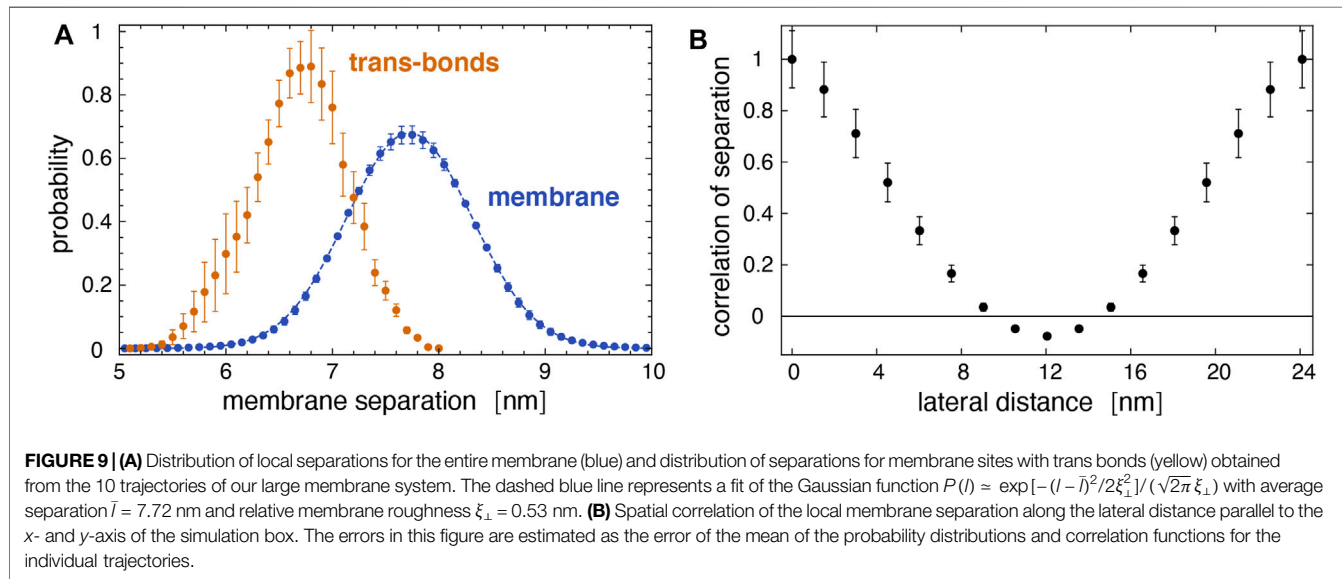 A
1
0.8
0.6
0.4
0.2
0
probability
trans-bonds
membrane
5
6
7
8
9
10
membrane separation [nm]
B
1
0.8
0.6
0.4
0.2
0
correlation of separation
0
4
8
12
16
20
24
lateral distance [nm]
FIGURE 9 | (A) Distribution of local separations for the entire membrane (blue) and distribution of separations for membrane sites with trans bonds (yellow) obtained
from the 10 trajectories of our large membrane system. The dashed blue line represents a fit of the Gaussian function P(l) ≃ exp[-(l - l̄)²/2ξ⊥²]/(√2π ξ⊥) with average
separation l̄ = 7.72 nm and relative membrane roughness ξ⊥ = 0.53 nm. (B) Spatial correlation of the local membrane separation along the lateral distance parallel to the
x- and y-axis of the simulation box. The errors in this figure are estimated as the error of the mean of the probability distributions and correlation functions for the
individual trajectories.